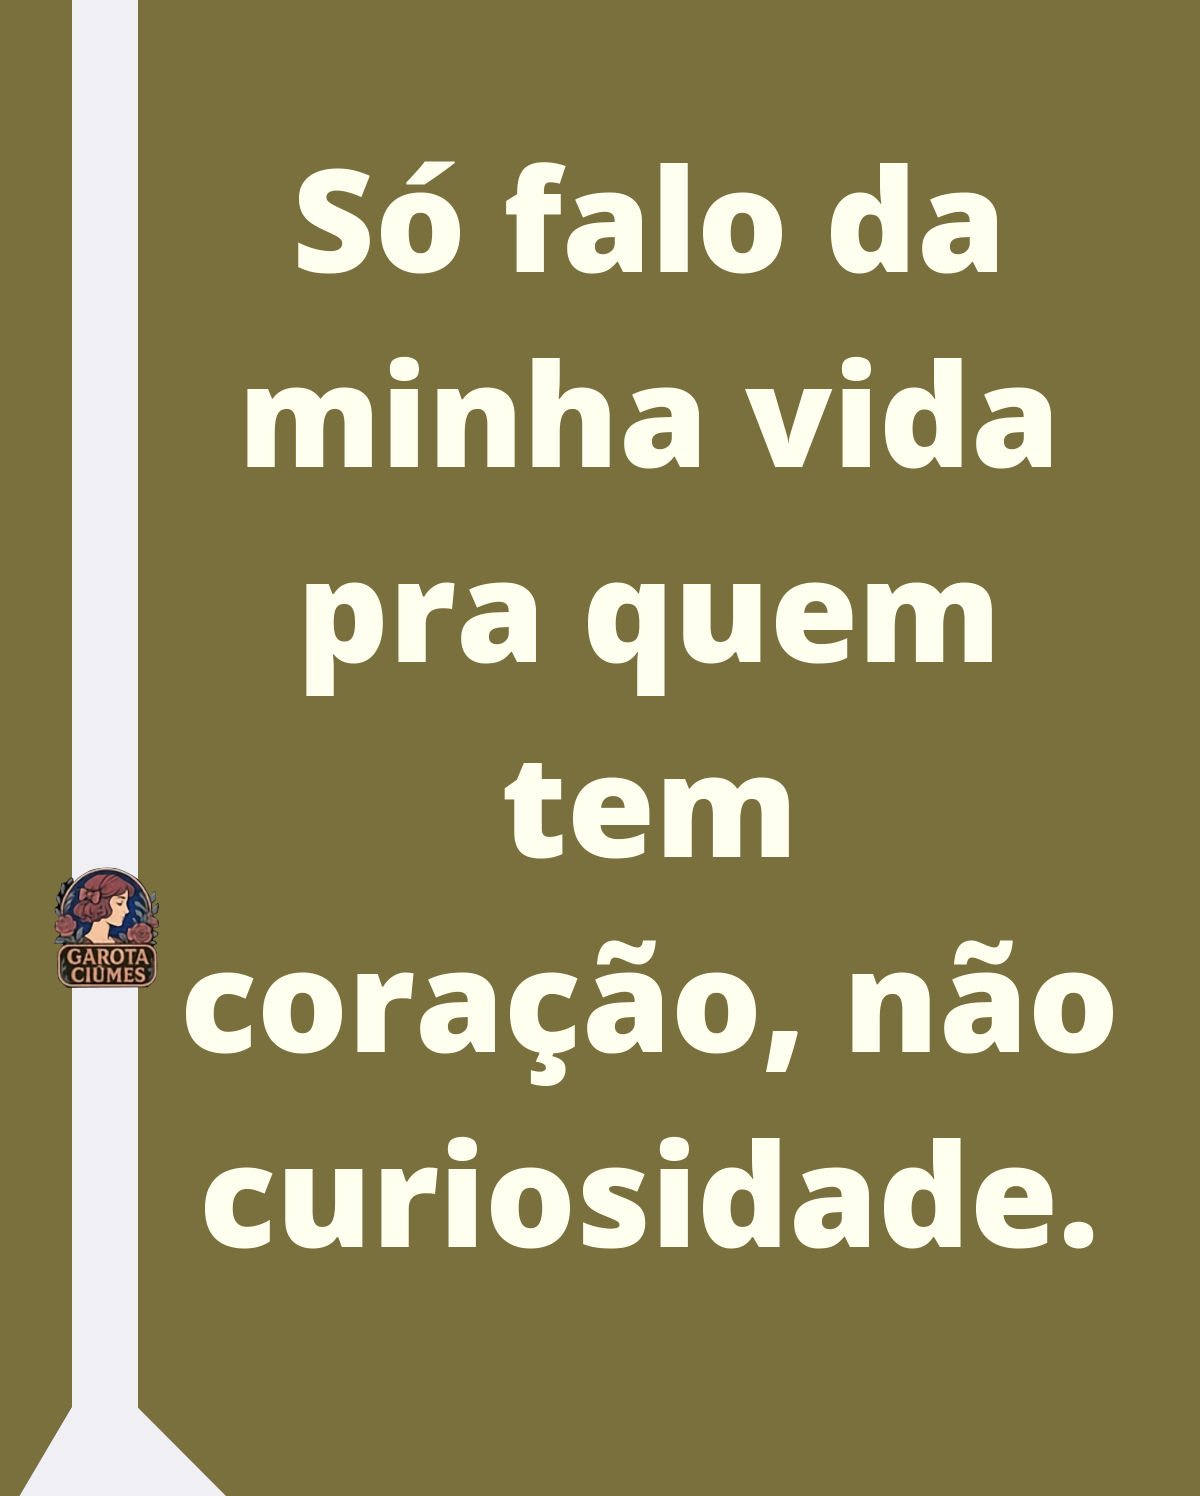 Só falo da
minha vida
pra quem
tem
coração, não
curiosidade.
GAROTA
CIÚMES